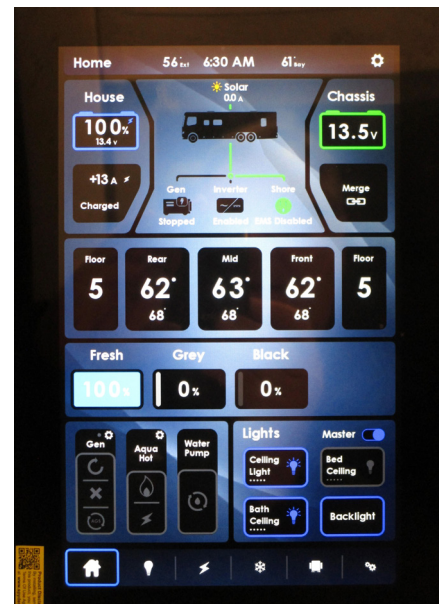 Home 56° Ext 6:30 AM 61° Bay
Solar
0.0 A
House
100%
13.4 v
+13 A
Charged
Chassis
13.5v
Merge
Gen Inverter Shore
Stopped Enabled EMS Disabled
Floor Rear Mid Front Floor
5 62° 63° 62° 5
68° 68° 68°
Fresh Grey Black
100% 0% 0%
Gen
AGS
Aqua
Hot
Water
Pump
Lights Master
Ceiling
Light
Bed
Ceiling
Bath
Ceiling
Backlight